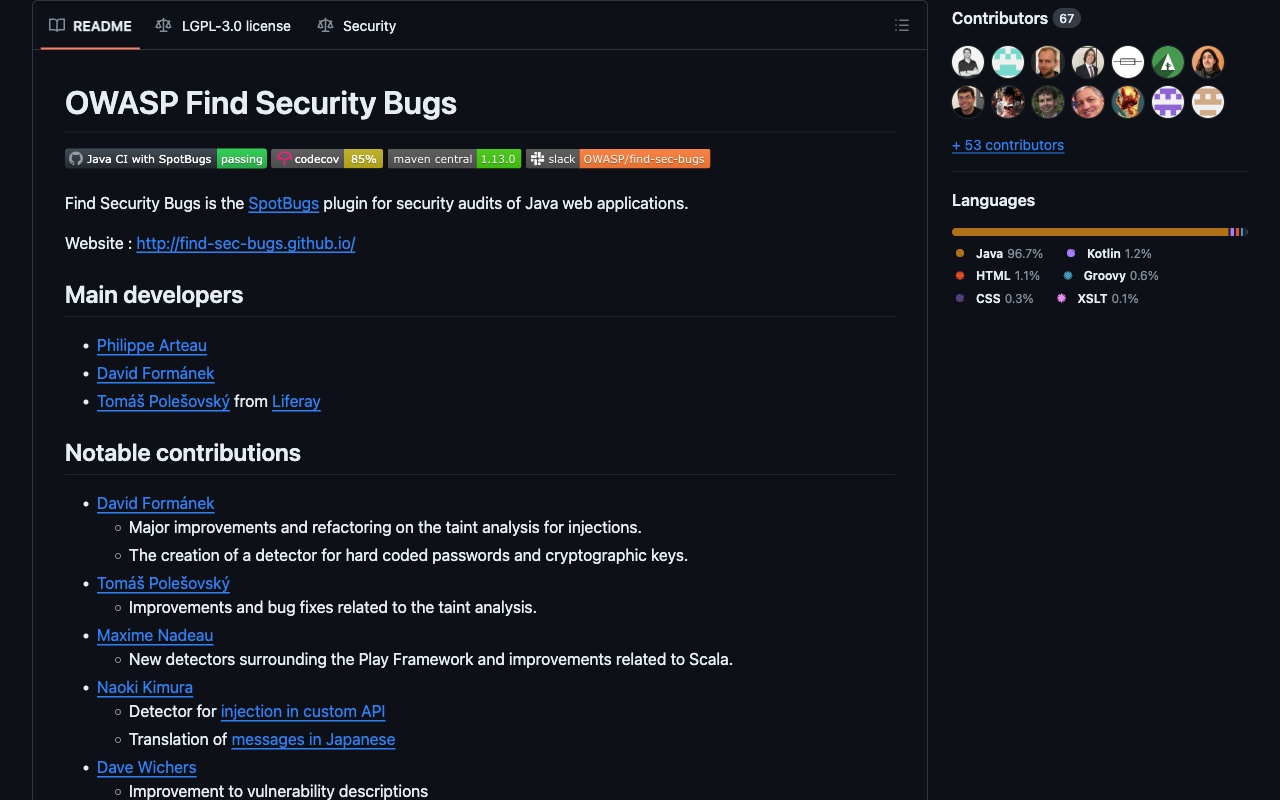 README
LGPL-3.0 license
Security
OWASP Find Security Bugs
Java CI with SpotBugs passing
codecov 85%
maven central 1.13.0
slack OWASP/find-sec-bugs
Find Security Bugs is the SpotBugs plugin for security audits of Java web applications.
Website : http://find-sec-bugs.github.io/
Main developers
Philippe Arteau
David Formánek
Tomáš Polešovský from Liferay
Notable contributions
David Formánek
Major improvements and refactoring on the taint analysis for injections.
The creation of a detector for hard coded passwords and cryptographic keys.
Tomáš Polešovský
Improvements and bug fixes related to the taint analysis.
Maxime Nadeau
New detectors surrounding the Play Framework and improvements related to Scala.
Naoki Kimura
Detector for injection in custom API
Translation of messages in Japanese
Dave Wichers
Improvement to vulnerability descriptions
Contributors 67
+ 53 contributors
Languages
Java 96.7%
Kotlin 1.2%
HTML 1.1%
Groovy 0.6%
CSS 0.3%
XSLT 0.1%